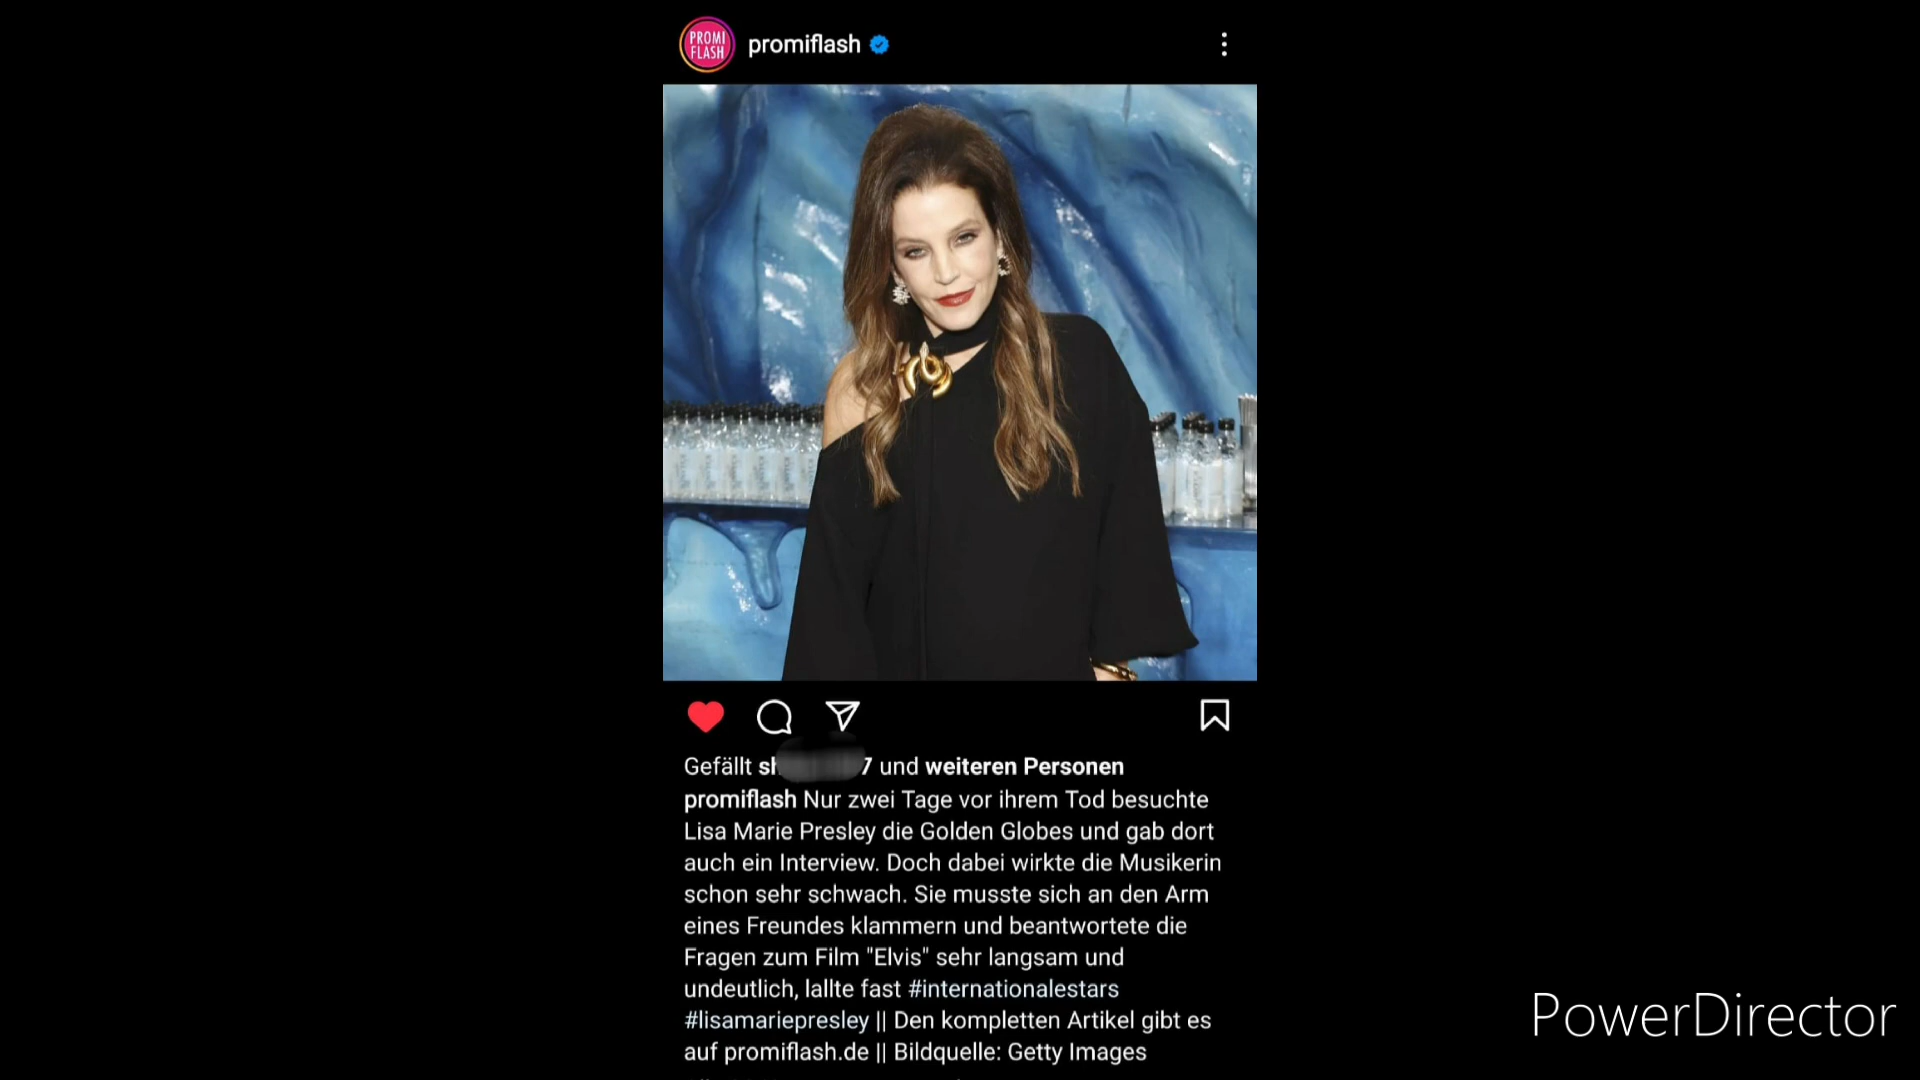 PROMI
FLASH
promiflash
Gefällt sh 7 und weiteren Personen
promiflash Nur zwei Tage vor ihrem Tod besuchte
Lisa Marie Presley die Golden Globes und gab dort
auch ein Interview. Doch dabei wirkte die Musikerin
schon sehr schwach. Sie musste sich an den Arm
eines Freundes klammern und beantwortete die
Fragen zum Film "Elvis" sehr langsam und
undeutlich, lallte fast #internationalestars
#lisamariepresley || Den kompletten Artikel gibt es
auf promiflash.de || Bildquelle: Getty Images
PowerDirector